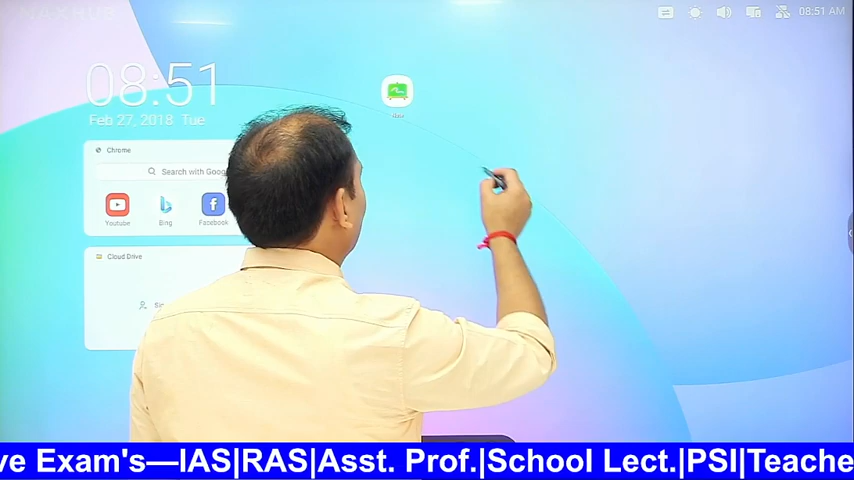 MAXPLUS
08:51 AM
08:51
Feb 27, 2018 Tue
Chrome
Search with Goog
Youtube
Bing
Facebook
Cloud Drive
ve Exam's—IAS|RAS|Asst. Prof.|School Lect.|PSI|Teache